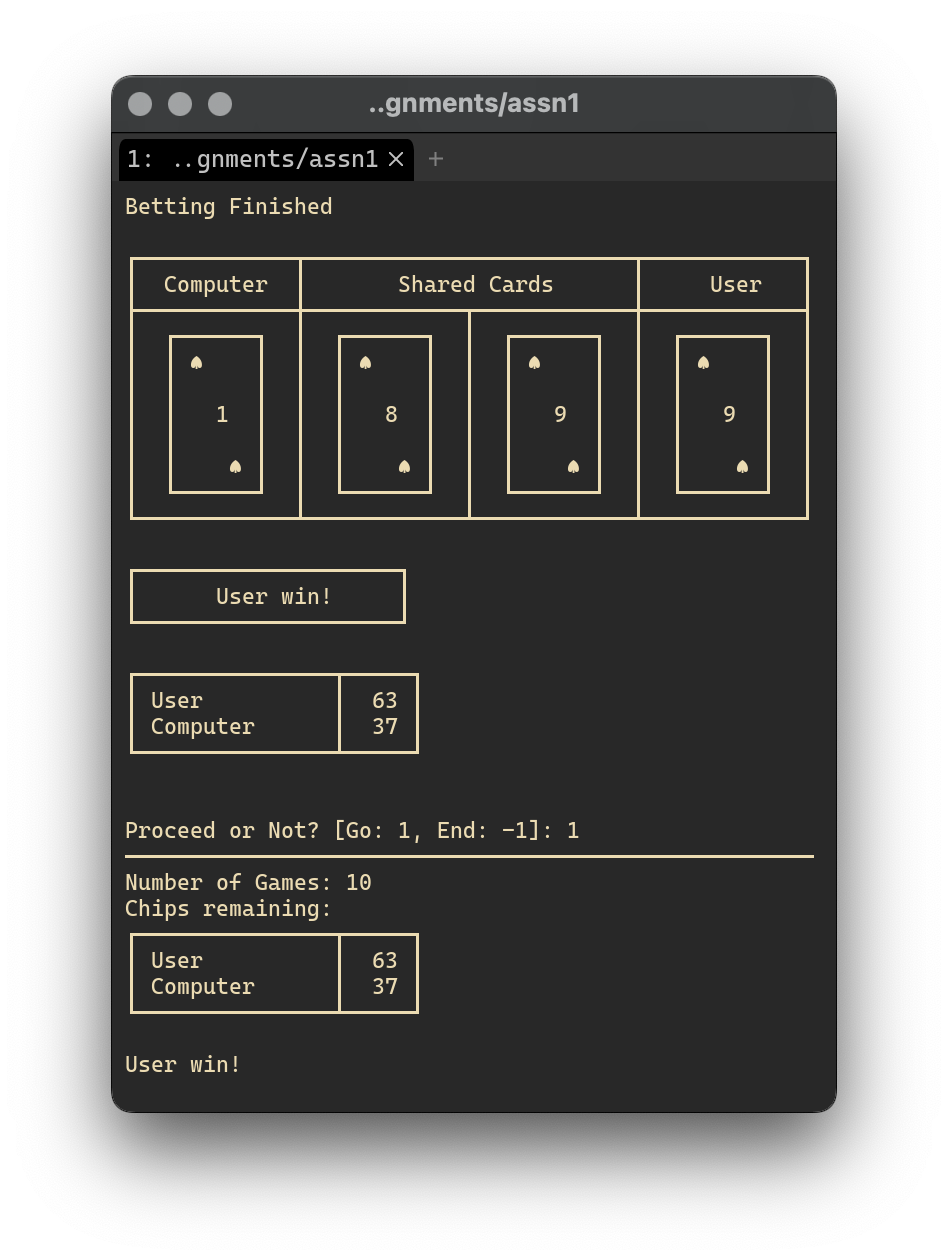 ..gnments/assn1
1: ..gnments/assn1 × +
Betting Finished
Computer Shared Cards User
♠ ♠ ♠ ♠
1 8 9 9
♠ ♠ ♠ ♠
User win!
User 63
Computer 37
Proceed or Not? [Go: 1, End: -1]: 1
Number of Games: 10
Chips remaining:
User 63
Computer 37
User win!